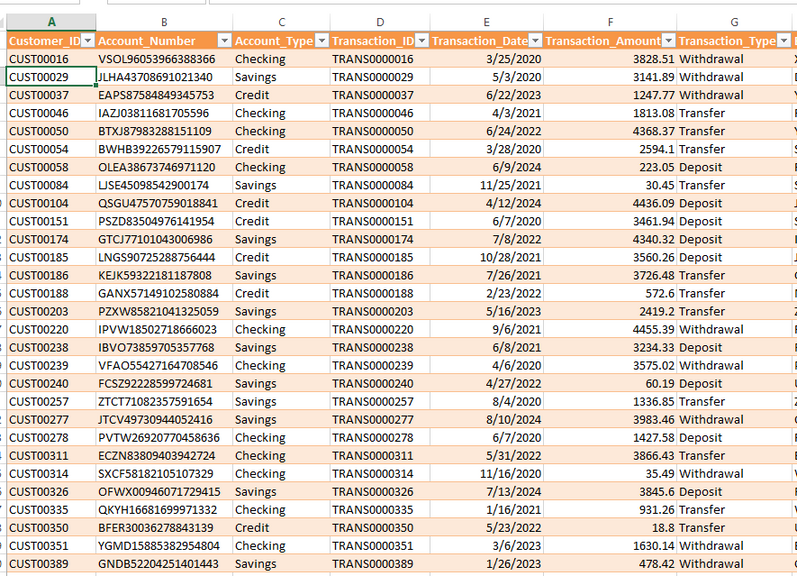 A B C D E F G
Customer_ID Account_Number Account_Type Transaction_ID Transaction_Date Transaction_Amount Transaction_Type
CUST00016 VSOL96053966388366 Checking TRANS0000016 3/25/2020 3828.51 Withdrawal
CUST00029 JLHA43708691021340 Savings TRANS0000029 5/3/2020 3141.89 Withdrawal
CUST00037 EAPS87584849345753 Credit TRANS0000037 6/22/2023 1247.77 Withdrawal
CUST00046 IAZJ03811681705596 Checking TRANS0000046 4/3/2021 1813.08 Transfer
CUST00050 BTXJ87983288151109 Checking TRANS0000050 6/24/2022 4368.37 Transfer
CUST00054 BWHB39226579115907 Credit TRANS0000054 3/28/2020 2594.1 Transfer
CUST00058 OLEA38673746971120 Checking TRANS0000058 6/9/2024 223.05 Deposit
CUST00084 LJSE45098542900174 Savings TRANS0000084 11/25/2021 30.45 Transfer
CUST00104 QSGU47570759018841 Credit TRANS0000104 4/12/2024 4436.09 Deposit
CUST00151 PSZD83504976141954 Credit TRANS0000151 6/7/2020 3461.94 Deposit
CUST00174 GTCJ77101043006986 Savings TRANS0000174 7/8/2022 4340.32 Deposit
CUST00185 LNGS90725288756444 Credit TRANS0000185 10/28/2021 3560.26 Deposit
CUST00186 KEJK59322181187808 Savings TRANS0000186 7/26/2021 3726.48 Transfer
CUST00188 GANX57149102580884 Credit TRANS0000188 2/23/2022 572.6 Transfer
CUST00203 PZXW85821041325059 Savings TRANS0000203 5/16/2023 2419.2 Transfer
CUST00220 IPVW18502718666023 Checking TRANS0000220 9/6/2021 4455.39 Withdrawal
CUST00238 IBVO73859705357768 Savings TRANS0000238 6/8/2021 3234.33 Deposit
CUST00239 VFAO55427164708546 Checking TRANS0000239 4/6/2020 3575.02 Withdrawal
CUST00240 FCSZ92228599724681 Savings TRANS0000240 4/27/2022 60.19 Deposit
CUST00257 ZTCT71082357591654 Savings TRANS0000257 8/4/2020 1336.85 Transfer
CUST00277 JTCV49730944052416 Savings TRANS0000277 8/10/2024 3983.46 Withdrawal
CUST00278 PVTW26920770458636 Checking TRANS0000278 6/7/2020 1427.58 Deposit
CUST00311 ECZN83809403942724 Checking TRANS0000311 5/31/2022 3866.43 Transfer
CUST00314 SXCF58182105107329 Checking TRANS0000314 11/16/2020 35.49 Withdrawal
CUST00326 OFWX00946071729415 Savings TRANS0000326 7/13/2024 3845.6 Deposit
CUST00335 QKYH16681699971332 Checking TRANS0000335 1/16/2021 931.26 Transfer
CUST00350 BFER30036278843139 Credit TRANS0000350 5/23/2022 18.8 Transfer
CUST00351 YGMD15885382954804 Checking TRANS0000351 3/6/2023 1630.14 Withdrawal
CUST00389 GNDB52204251401443 Savings TRANS0000389 1/26/2023 478.42 Withdrawal